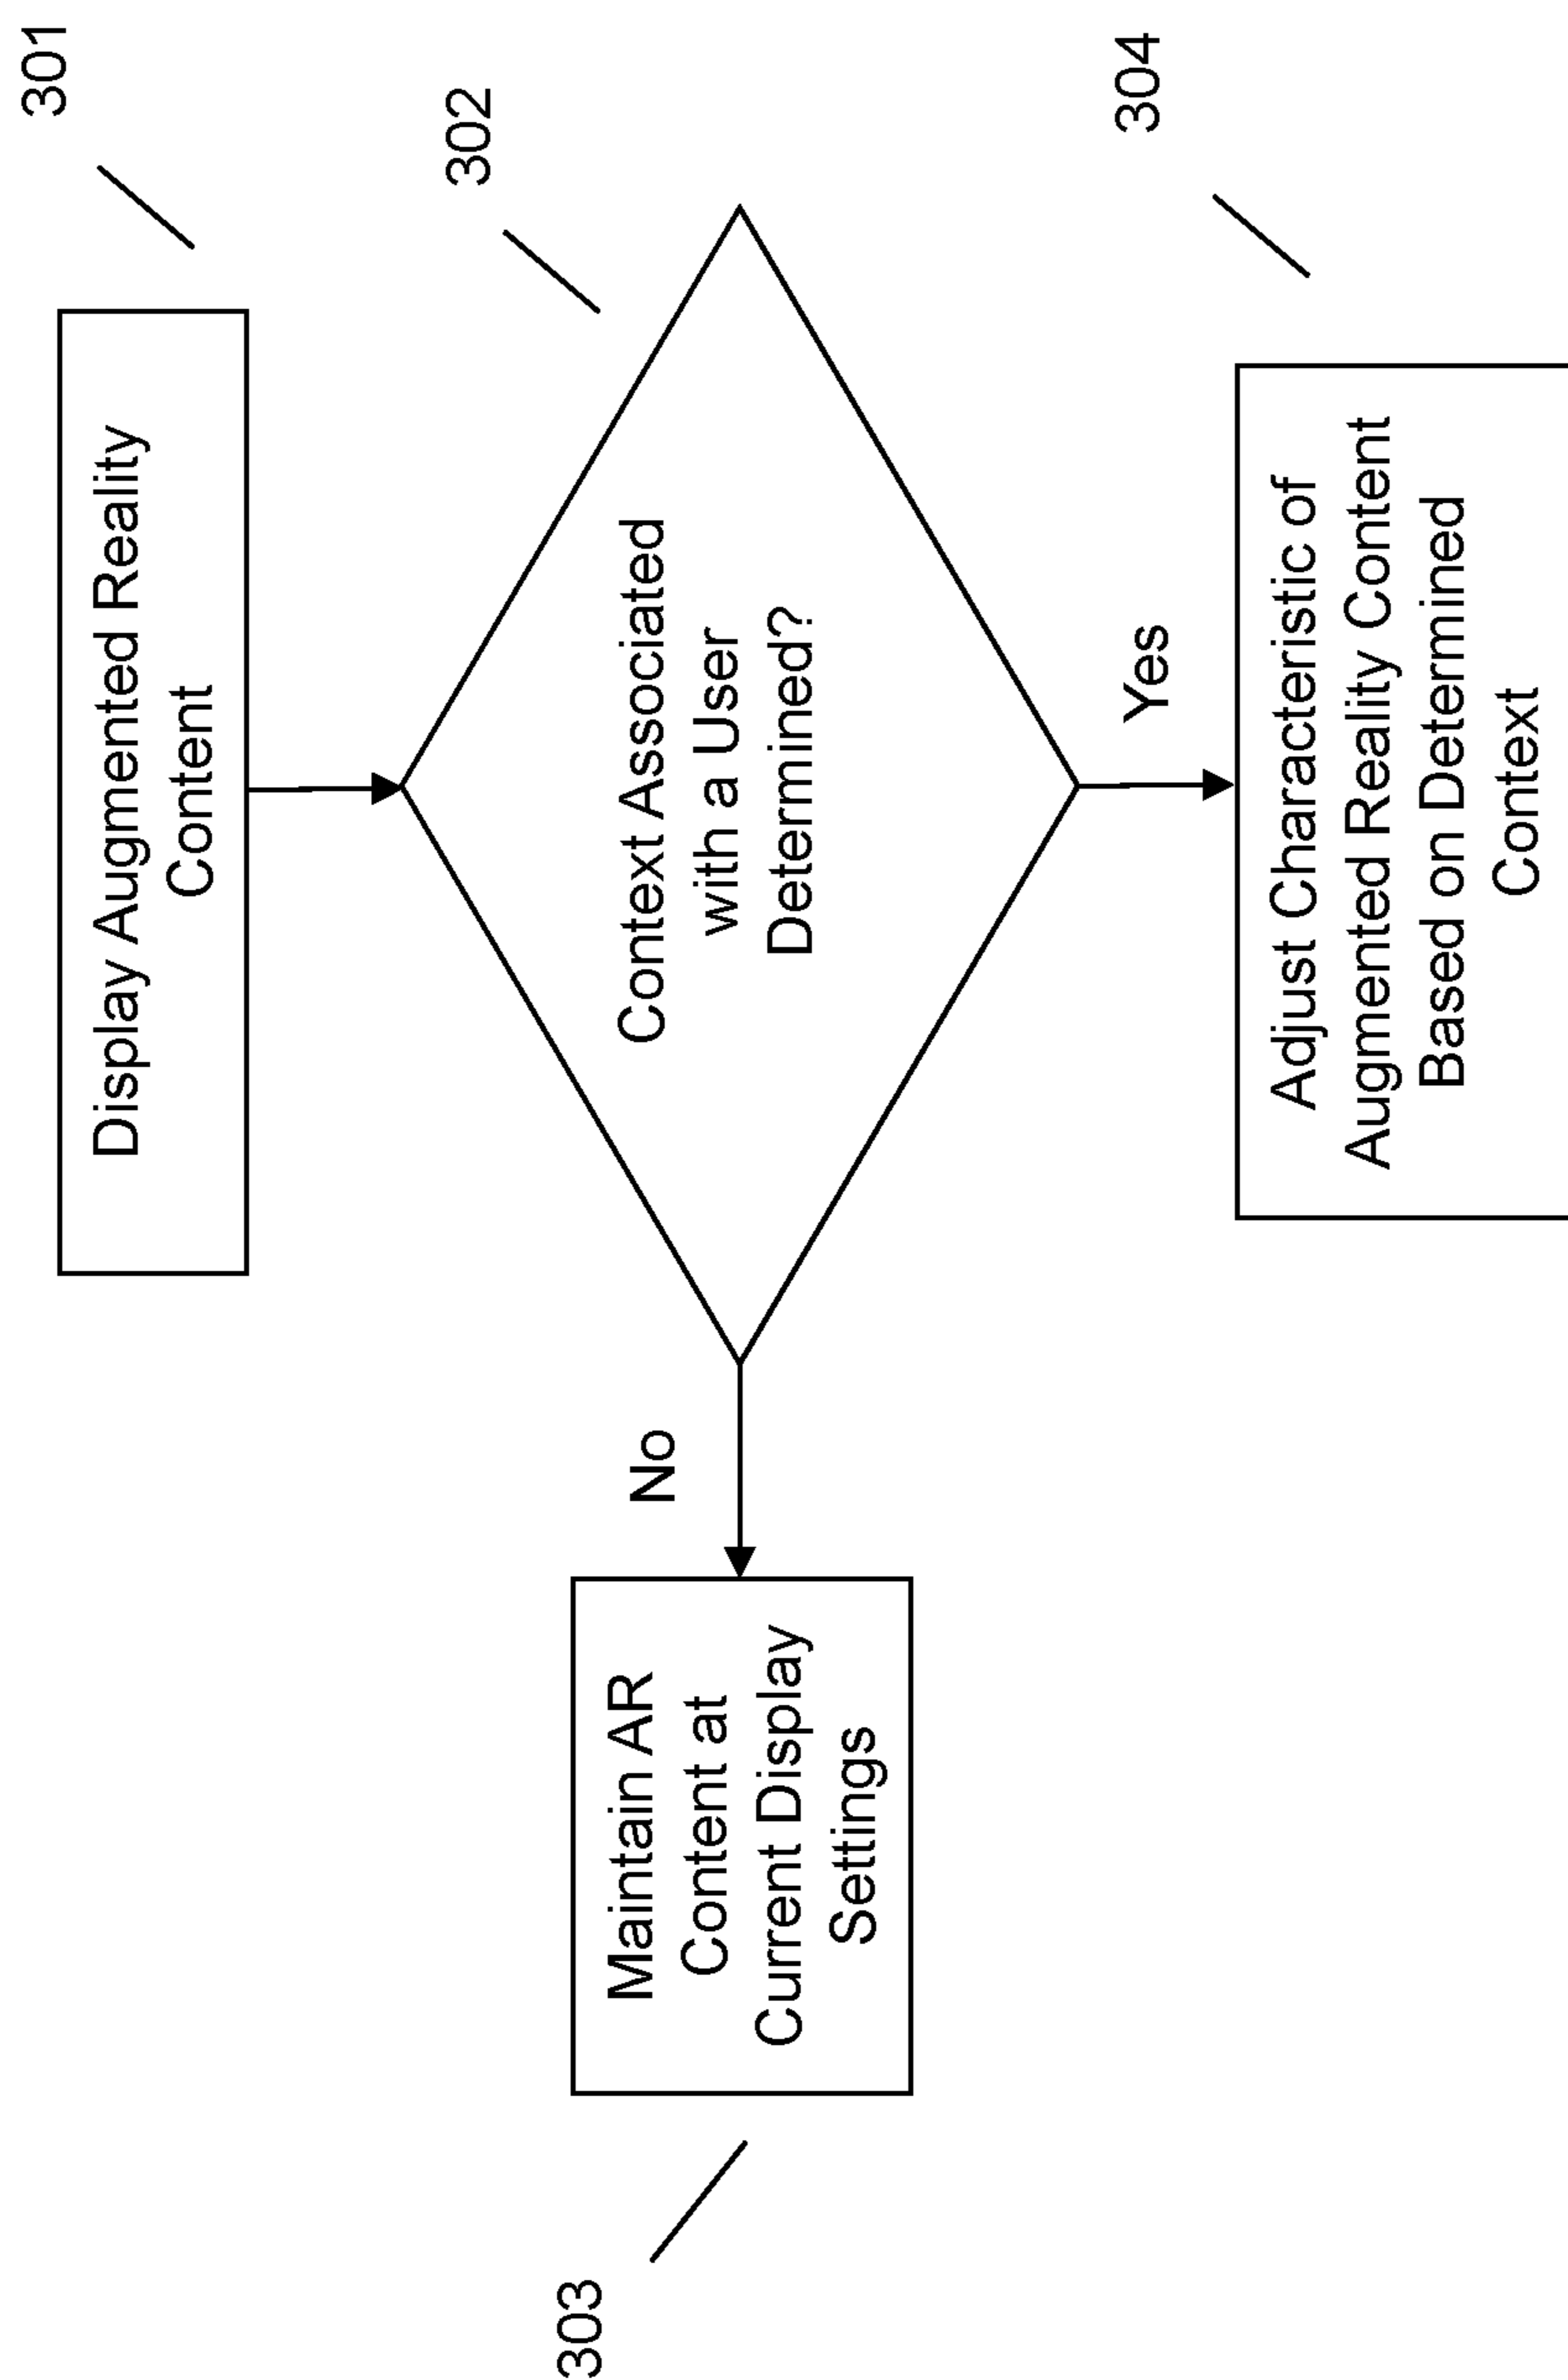 301
Display Augmented Reality
Content
302
Context Associated
with a User
Determined?
No
Yes
303
Maintain AR
Content at
Current Display
Settings
304
Adjust Characteristic of
Augmented Reality Content
Based on Determined
Context